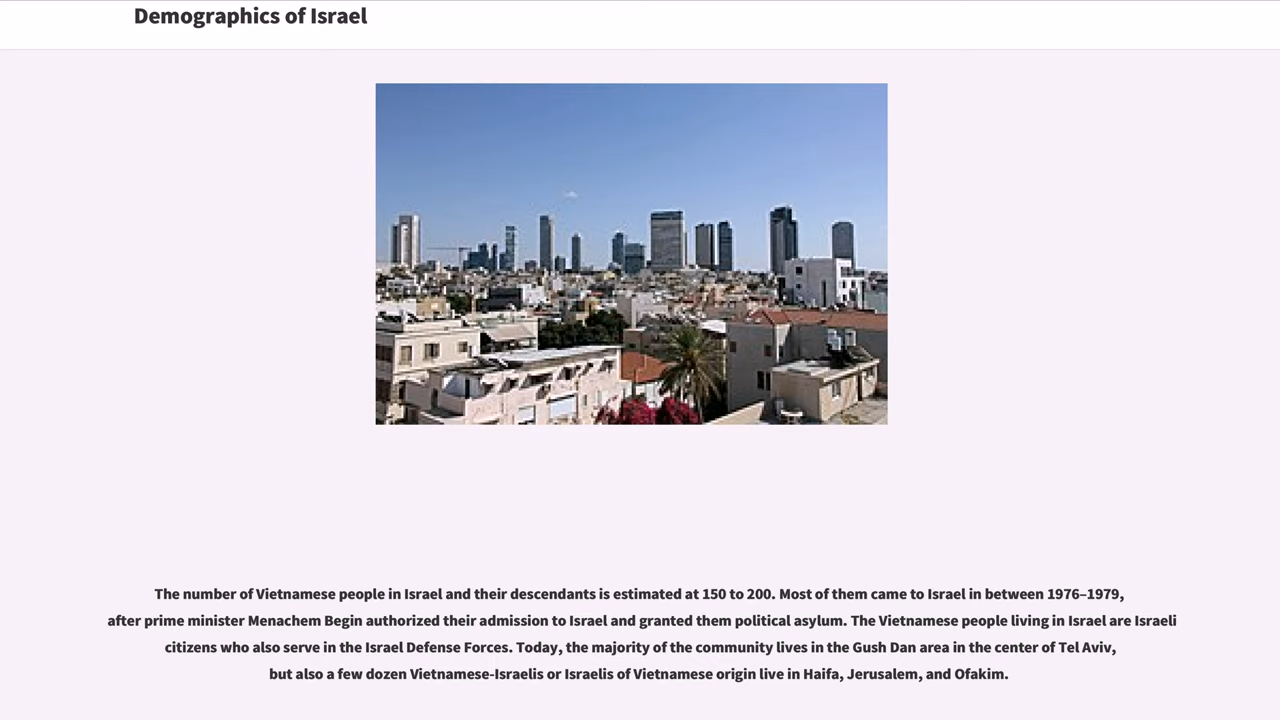 Demographics of Israel
The number of Vietnamese people in Israel and their descendants is estimated at 150 to 200. Most of them came to Israel in between 1976–1979,
after prime minister Menachem Begin authorized their admission to Israel and granted them political asylum. The Vietnamese people living in Israel are Israeli
citizens who also serve in the Israel Defense Forces. Today, the majority of the community lives in the Gush Dan area in the center of Tel Aviv,
but also a few dozen Vietnamese-Israelis or Israelis of Vietnamese origin live in Haifa, Jerusalem, and Ofakim.